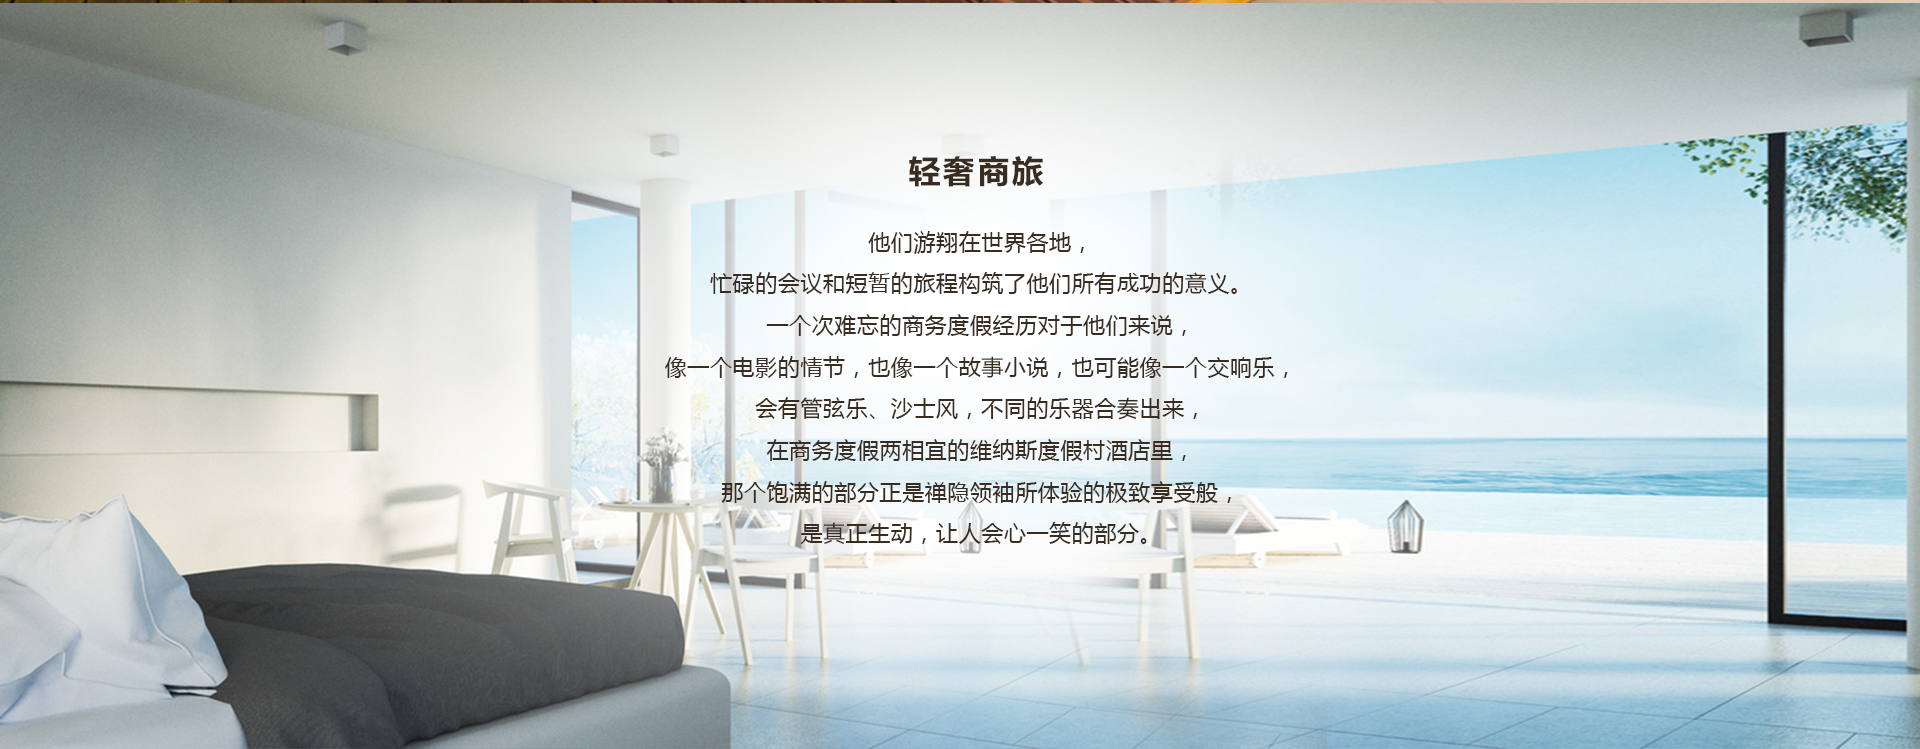 轻奢商旅
他们游翔在世界各地，
忙碌的会议和短暂的旅程构筑了他们所有成功的意义。
一个次难忘的商务度假经历对于他们来说，
像一个电影的情节，也像一个故事小说，也可能像一个交响乐，
会有管弦乐、沙士风，不同的乐器合奏出来，
在商务度假两相宜的维纳斯度假村酒店里，
那个饱满的部分正是禅隐领袖所体验的极致享受般，
是真正生动，让人会心一笑的部分。